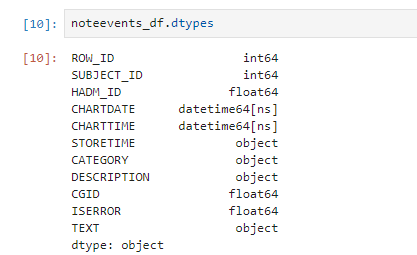 [10]: noteevents_df.dtypes
[10]: ROW_ID int64
SUBJECT_ID int64
HADM_ID float64
CHARTDATE datetime64[ns]
CHARTTIME datetime64[ns]
STORETIME object
CATEGORY object
DESCRIPTION object
CGID float64
ISERROR float64
TEXT object
dtype: object